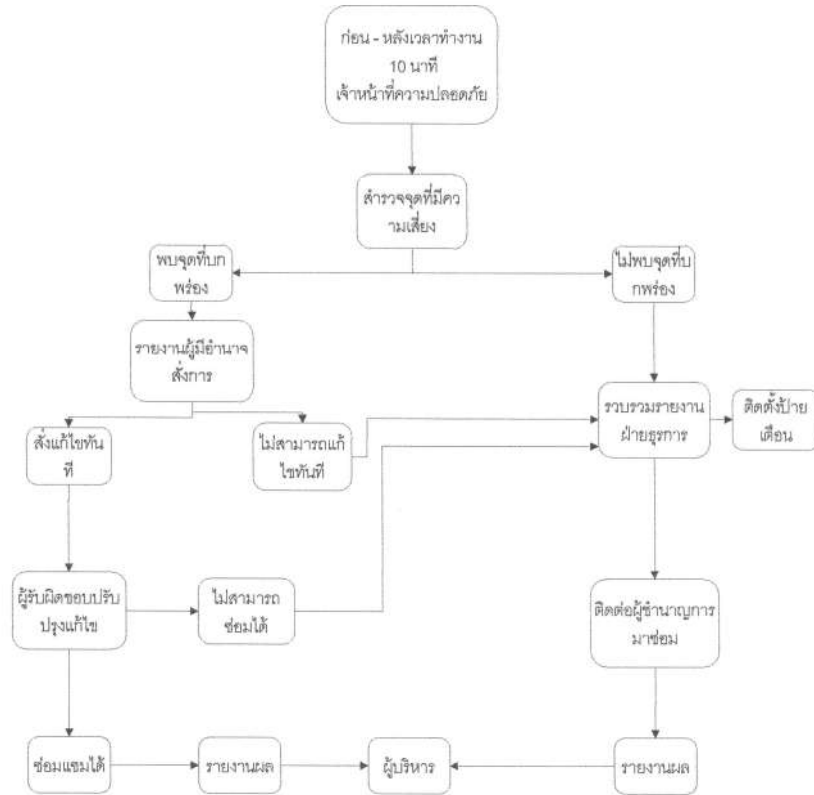 ก่อน - หลังเวลาทำงาน
10 นาที
เจ้าหน้าที่ความปลอดภัย
สำรวจจุดที่มีคว
ามเสี่ยง
พบจุดที่บก
พร่อง
ไม่พบจุดที่บ
กพร่อง
รายงานผู้มีอำนาจ
สั่งการ
สั่งแก้ไขทัน
ที
ไม่สามารถแก้
ไขทันที
รวบรวมรายงาน
ฝ่ายธุรการ
ติดตั้งป้าย
เตือน
ผู้รับผิดชอบปรับ
ปรุงแก้ไข
ไม่สามารถ
ซ่อมได้
ติดต่อผู้ชำนาญการ
มาซ่อม
ซ่อมแซมได้
รายงานผล
ผู้บริหาร
รายงานผล